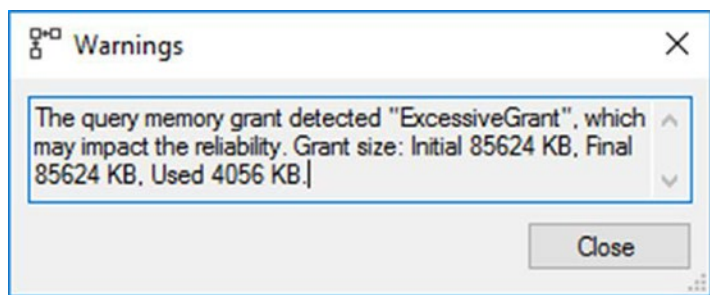 Warnings
The query memory grant detected "ExcessiveGrant", which
may impact the reliability. Grant size: Initial 85624 KB, Final
85624 KB, Used 4056 KB.
Close